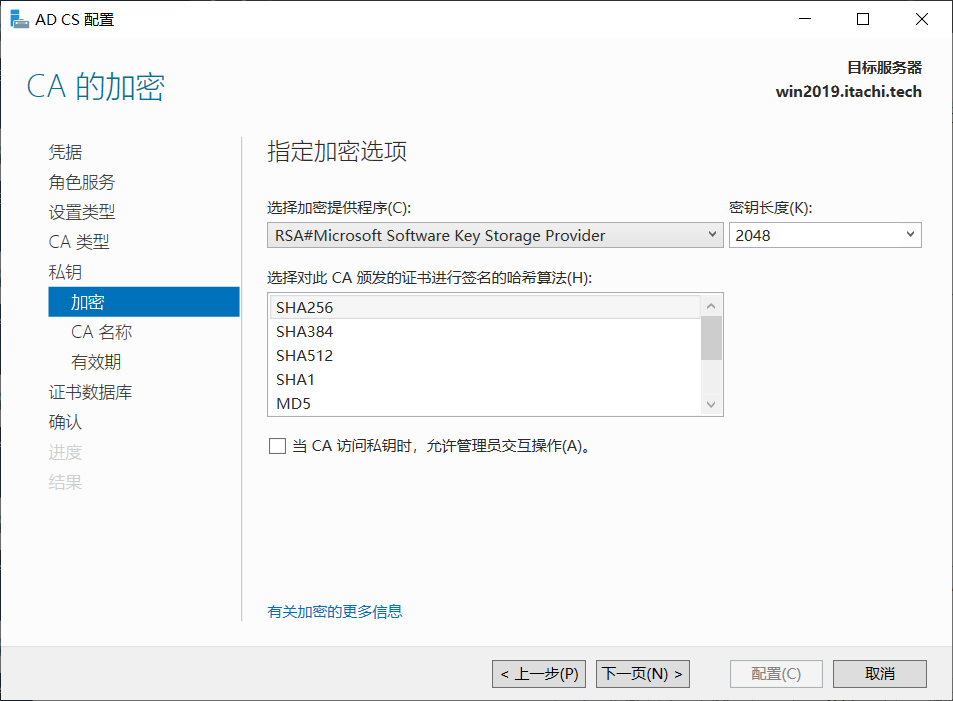 AD CS 配置
CA 的加密
目标服务器
win2019.itachi.tech
凭据
角色服务
设置类型
CA 类型
私钥
加密
CA 名称
有效期
证书数据库
确认
进度
结果
指定加密选项
选择加密提供程序(C):
密钥长度(K):
RSA#Microsoft Software Key Storage Provider
2048
选择对此 CA 颁发的证书进行签名的哈希算法(H):
SHA256
SHA384
SHA512
SHA1
MD5
当 CA 访问私钥时，允许管理员交互操作(A)。
有关加密的更多信息
< 上一步(P)
下一页(N) >
配置(C)
取消